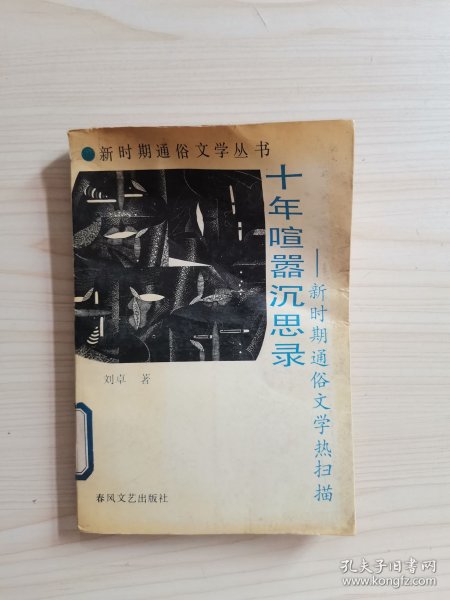 新时期通俗文学丛书
十年喧嚣沉思录
——新时期通俗文学热扫描
刘卓 著
春风文艺出版社
孔夫子旧书网
www.kongfz.com